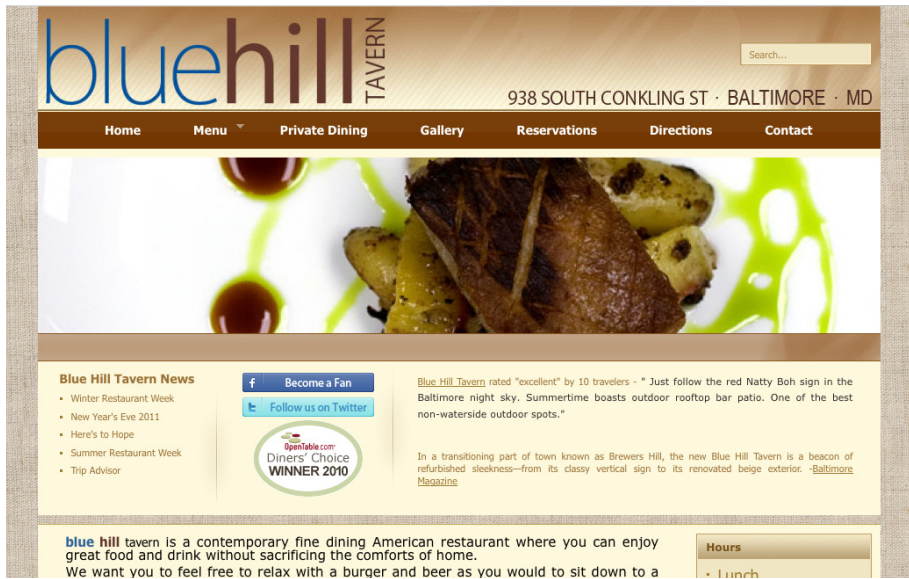 bluehill TAVERN
Search...
938 SOUTH CONKLING ST · BALTIMORE · MD
Home Menu Private Dining Gallery Reservations Directions Contact
Blue Hill Tavern News
Winter Restaurant Week
New Year's Eve 2011
Here's to Hope
Summer Restaurant Week
Trip Advisor
f Become a Fan
t Follow us on Twitter
OpenTable.com
Diners' Choice
WINNER 2010
Blue Hill Tavern rated "excellent" by 10 travelers - " Just follow the red Natty Boh sign in the
Baltimore night sky. Summertime boasts outdoor rooftop bar patio. One of the best
non-waterside outdoor spots."
In a transitioning part of town known as Brewers Hill, the new Blue Hill Tavern is a beacon of
refurbished sleekness—from its classy vertical sign to its renovated beige exterior. -Baltimore
Magazine
blue hill tavern is a contemporary fine dining American restaurant where you can enjoy
great food and drink without sacrificing the comforts of home.
We want you to feel free to relax with a burger and beer as you would to sit down to a
Hours
· Lunch